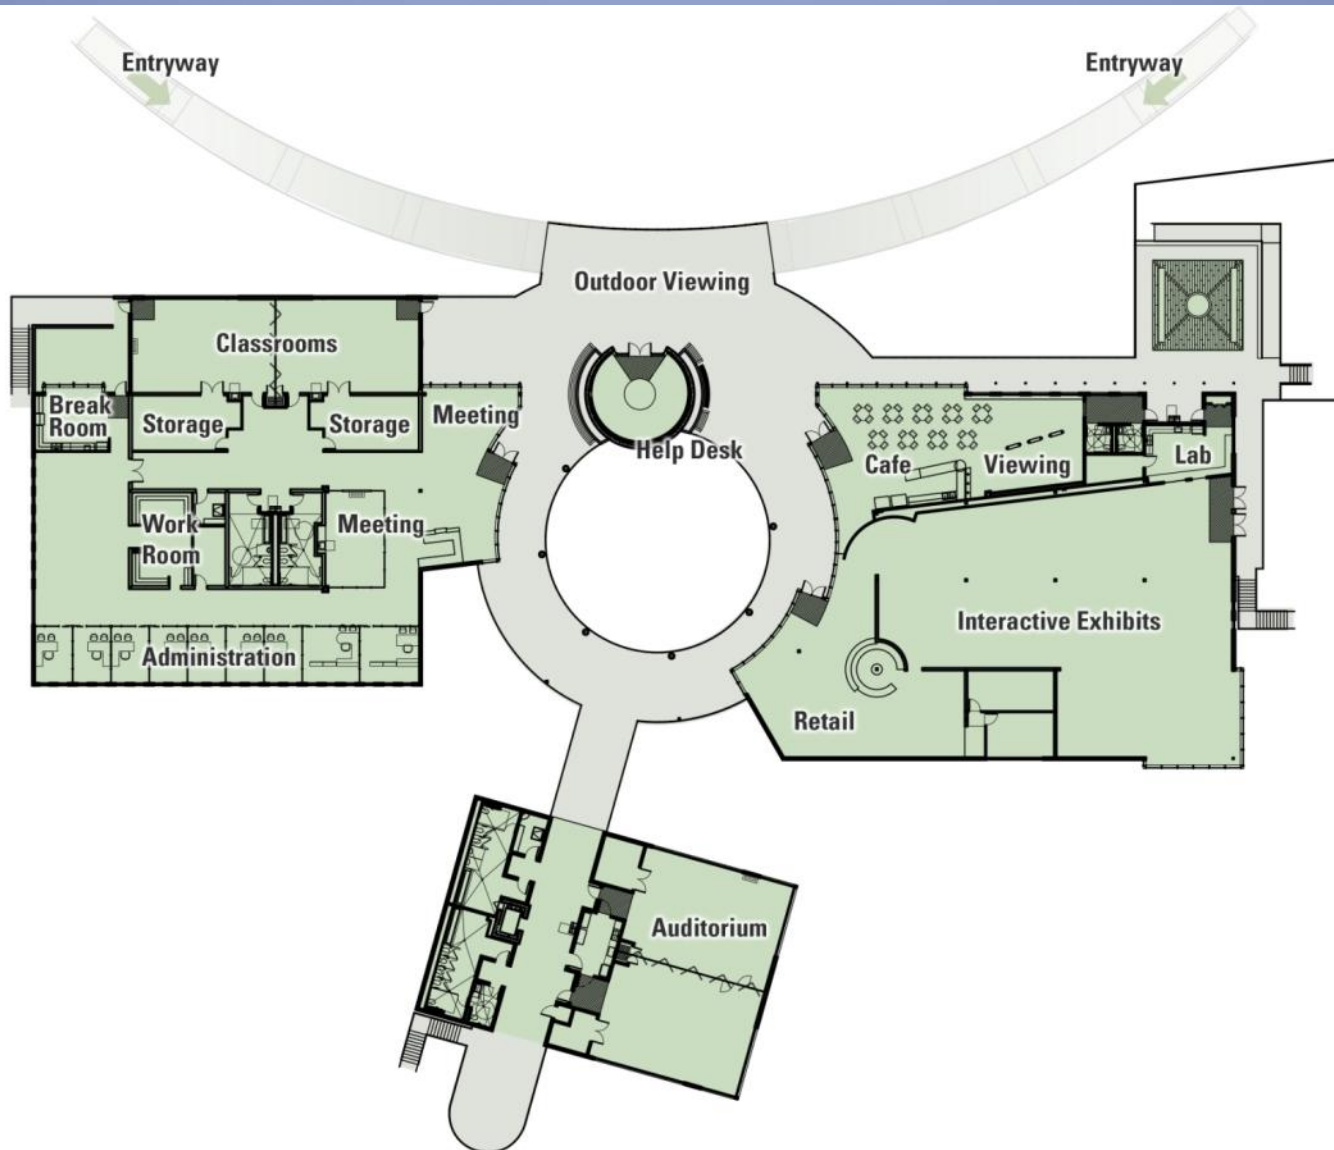 Entryway
Entryway
Outdoor Viewing
Classrooms
Break
Room
Storage
Storage
Meeting
Help Desk
Cafe
Viewing
Lab
Work
Room
Meeting
Interactive Exhibits
Administration
Retail
Auditorium